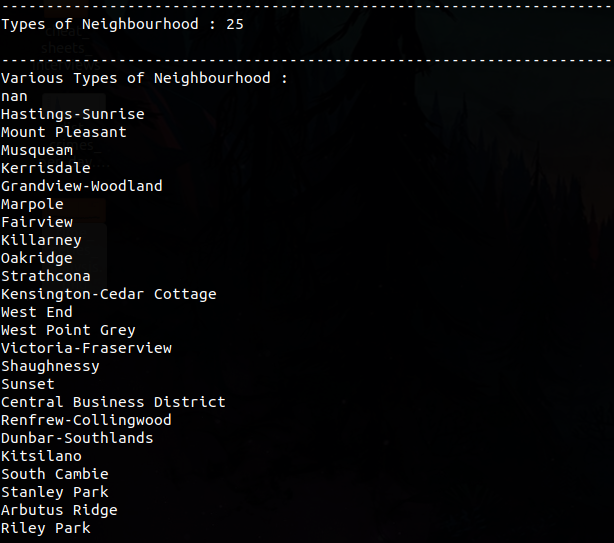 --------------------------------------------------------------------
Types of Neighbourhood : 25
--------------------------------------------------------------------
Various Types of Neighbourhood :
nan
Hastings-Sunrise
Mount Pleasant
Musqueam
Kerrisdale
Grandview-Woodland
Marpole
Fairview
Killarney
Oakridge
Strathcona
Kensington-Cedar Cottage
West End
West Point Grey
Victoria-Fraserview
Shaughnessy
Sunset
Central Business District
Renfrew-Collingwood
Dunbar-Southlands
Kitsilano
South Cambie
Stanley Park
Arbutus Ridge
Riley Park